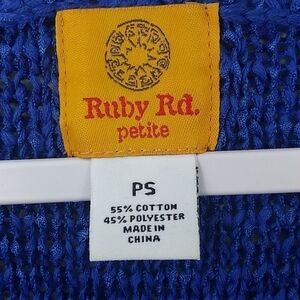 Ruby Rd.
petite
PS
55% COTTON
45% POLYESTER
MADE IN
CHINA